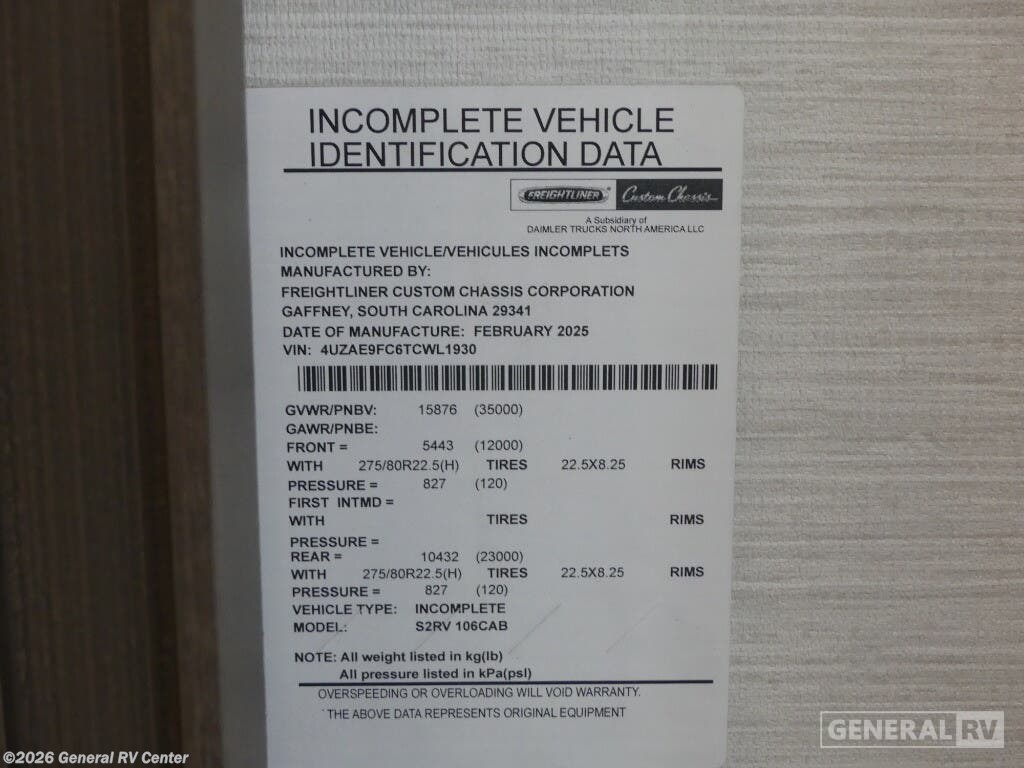 INCOMPLETE VEHICLE
IDENTIFICATION DATA
FREIGHTLINER® Custom Chassis
A Subsidiary of
DAIMLER TRUCKS NORTH AMERICA LLC
INCOMPLETE VEHICLE/VEHICULES INCOMPLETS
MANUFACTURED BY:
FREIGHTLINER CUSTOM CHASSIS CORPORATION
GAFFNEY, SOUTH CAROLINA 29341
DATE OF MANUFACTURE: FEBRUARY 2025
VIN: 4UZAE9FC6TCWL1930
GVWR/PNBV: 15876 (35000)
GAWR/PNBE:
FRONT = 5443 (12000)
WITH 275/80R22.5(H) TIRES 22.5X8.25 RIMS
PRESSURE = 827 (120)
FIRST INTMD =
WITH TIRES RIMS
PRESSURE =
REAR = 10432 (23000)
WITH 275/80R22.5(H) TIRES 22.5X8.25 RIMS
PRESSURE = 827 (120)
VEHICLE TYPE: INCOMPLETE
MODEL: S2RV 106CAB
NOTE: All weight listed in kg(lb)
All pressure listed in kPa(psl)
OVERSPEEDING OR OVERLOADING WILL VOID WARRANTY.
THE ABOVE DATA REPRESENTS ORIGINAL EQUIPMENT
GENERAL RV
©2026 General RV Center